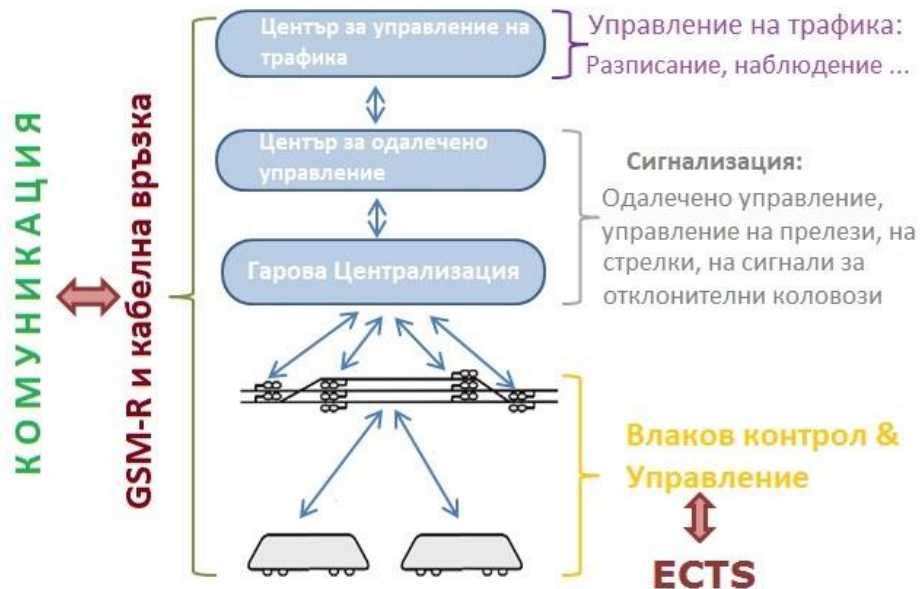 Център за управление на
трафика
Управление на трафика:
Разписание, наблюдение ...
Център за одалечено
управление
Сигнализация:
Одалечено управление,
управление на прелези, на
стрелки, на сигнали за
отклонителни коловози
Гарова Централизация
КОМУНИКАЦИЯ
GSM-R и кабелна връзка
Влаков контрол &
Управление
ECTS